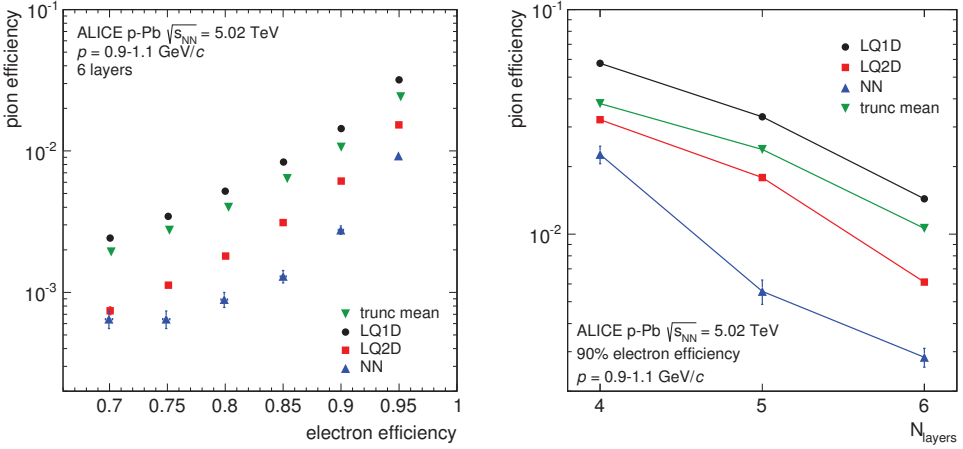 pion efficiency
10⁻¹
10⁻²
10⁻³
ALICE p-Pb √sNN = 5.02 TeV
p = 0.9-1.1 GeV/c
6 layers
trunc mean
LQ1D
LQ2D
NN
0.7 0.75 0.8 0.85 0.9 0.95 1
electron efficiency
pion efficiency
10⁻¹
10⁻²
LQ1D
LQ2D
NN
trunc mean
ALICE p-Pb √sNN = 5.02 TeV
90% electron efficiency
p = 0.9-1.1 GeV/c
4 5 6
Nlayers